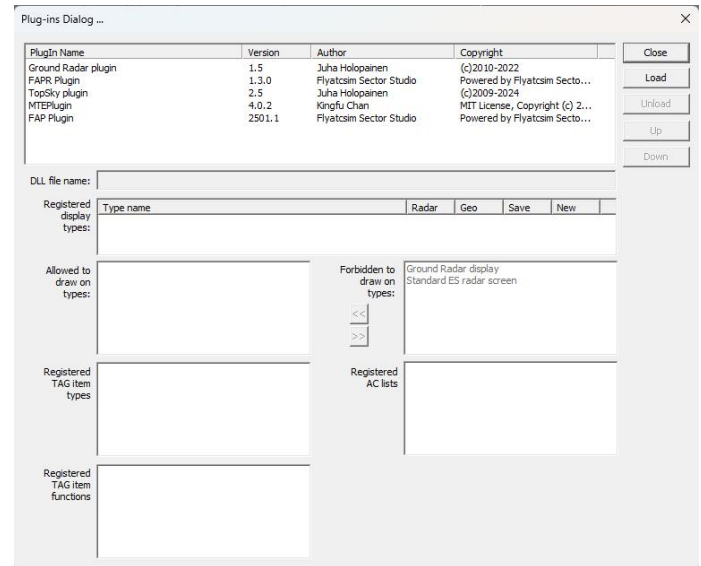 Plug-ins Dialog ...
PlugIn Name Version Author Copyright
Close
Ground Radar plugin 1.5 Juha Holopainen (c)2010-2022
FAPR Plugin 1.3.0 Flyatcsim Sector Studio Powered by Flyatcsim Secto...
Load
TopSky plugin 2.5 Juha Holopainen (c)2009-2024
MTEPlugin 4.0.2 Kingfu Chan MIT License, Copyright (c) 2...
Unload
FAP Plugin 2501.1 Flyatcsim Sector Studio Powered by Flyatcsim Secto...
Up
Down
DLL file name:
Registered
display
types:
Type name Radar Geo Save New
Allowed to
draw on
types:
Forbidden to
draw on
types:
Ground Radar display
Standard ES radar screen
<<
>>
Registered
TAG item
types
Registered
AC lists
Registered
TAG item
functions